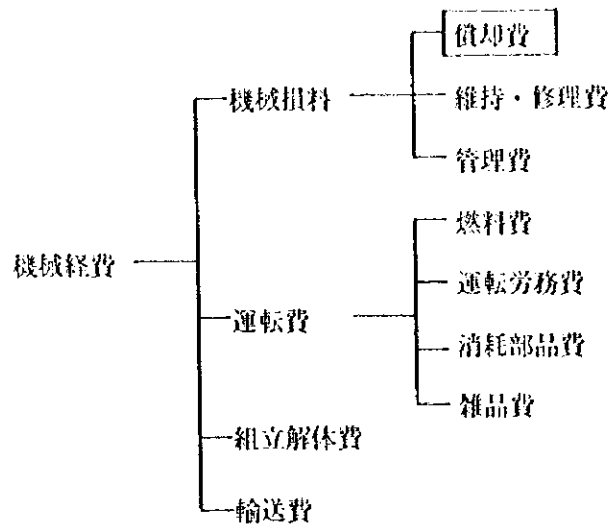 償却費
機械損料
維持・修理費
管理費
燃料費
機械経費
運転労務費
運転費
消耗部品費
雑品費
組立解体費
輸送費